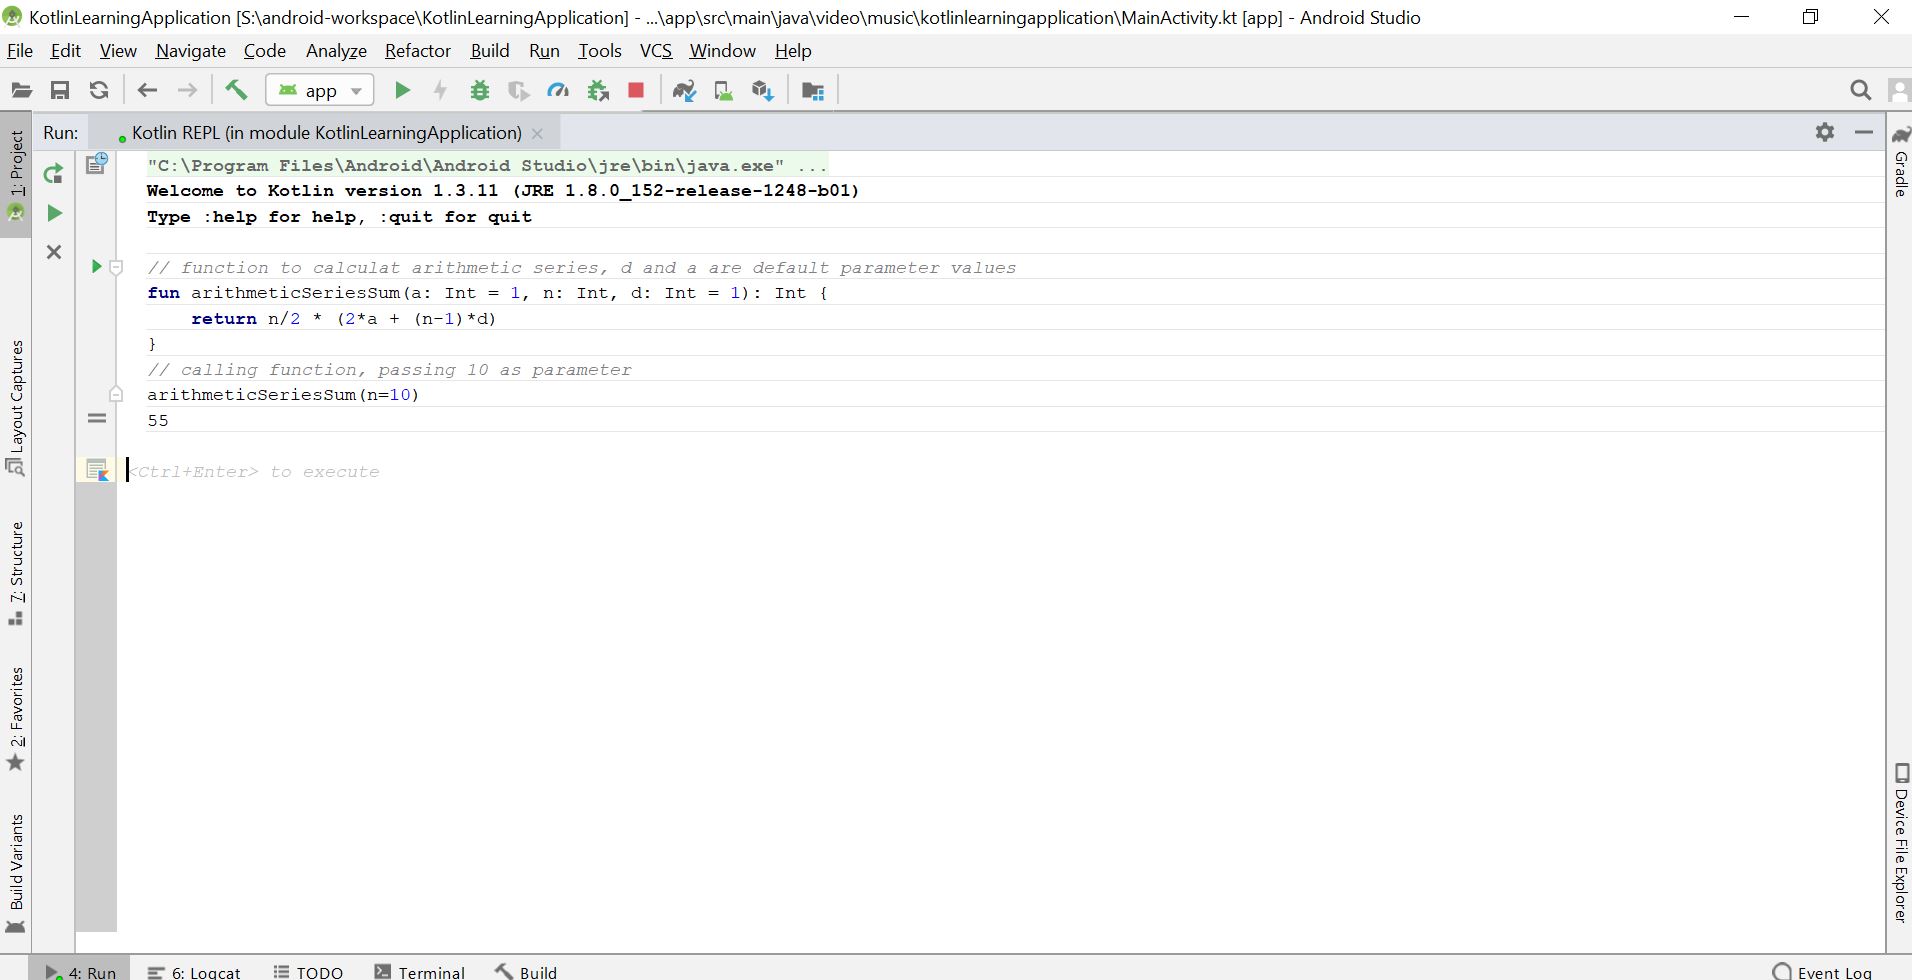 KotlinLearningApplication [S:\android-workspace\KotlinLearningApplication] - ...\app\src\main\java\video\music\kotlinlearningapplication\MainActivity.kt [app] - Android Studio
File Edit View Navigate Code Analyze Refactor Build Run Tools VCS Window Help
app
Run: Kotlin REPL (in module KotlinLearningApplication)
"C:\Program Files\Android\Android Studio\jre\bin\java.exe" ...
Welcome to Kotlin version 1.3.11 (JRE 1.8.0_152-release-1248-b01)
Type :help for help, :quit for quit
// function to calculat arithmetic series, d and a are default parameter values
fun arithmeticSeriesSum(a: Int = 1, n: Int, d: Int = 1): Int {
return n/2 * (2*a + (n-1)*d)
}
// calling function, passing 10 as parameter
arithmeticSeriesSum(n=10)
55
<Ctrl+Enter> to execute
1: Project
Layout Captures
7: Structure
2: Favorites
Build Variants
Gradle
Device File Explorer
4: Run 6: Logcat TODO Terminal Build Event Log